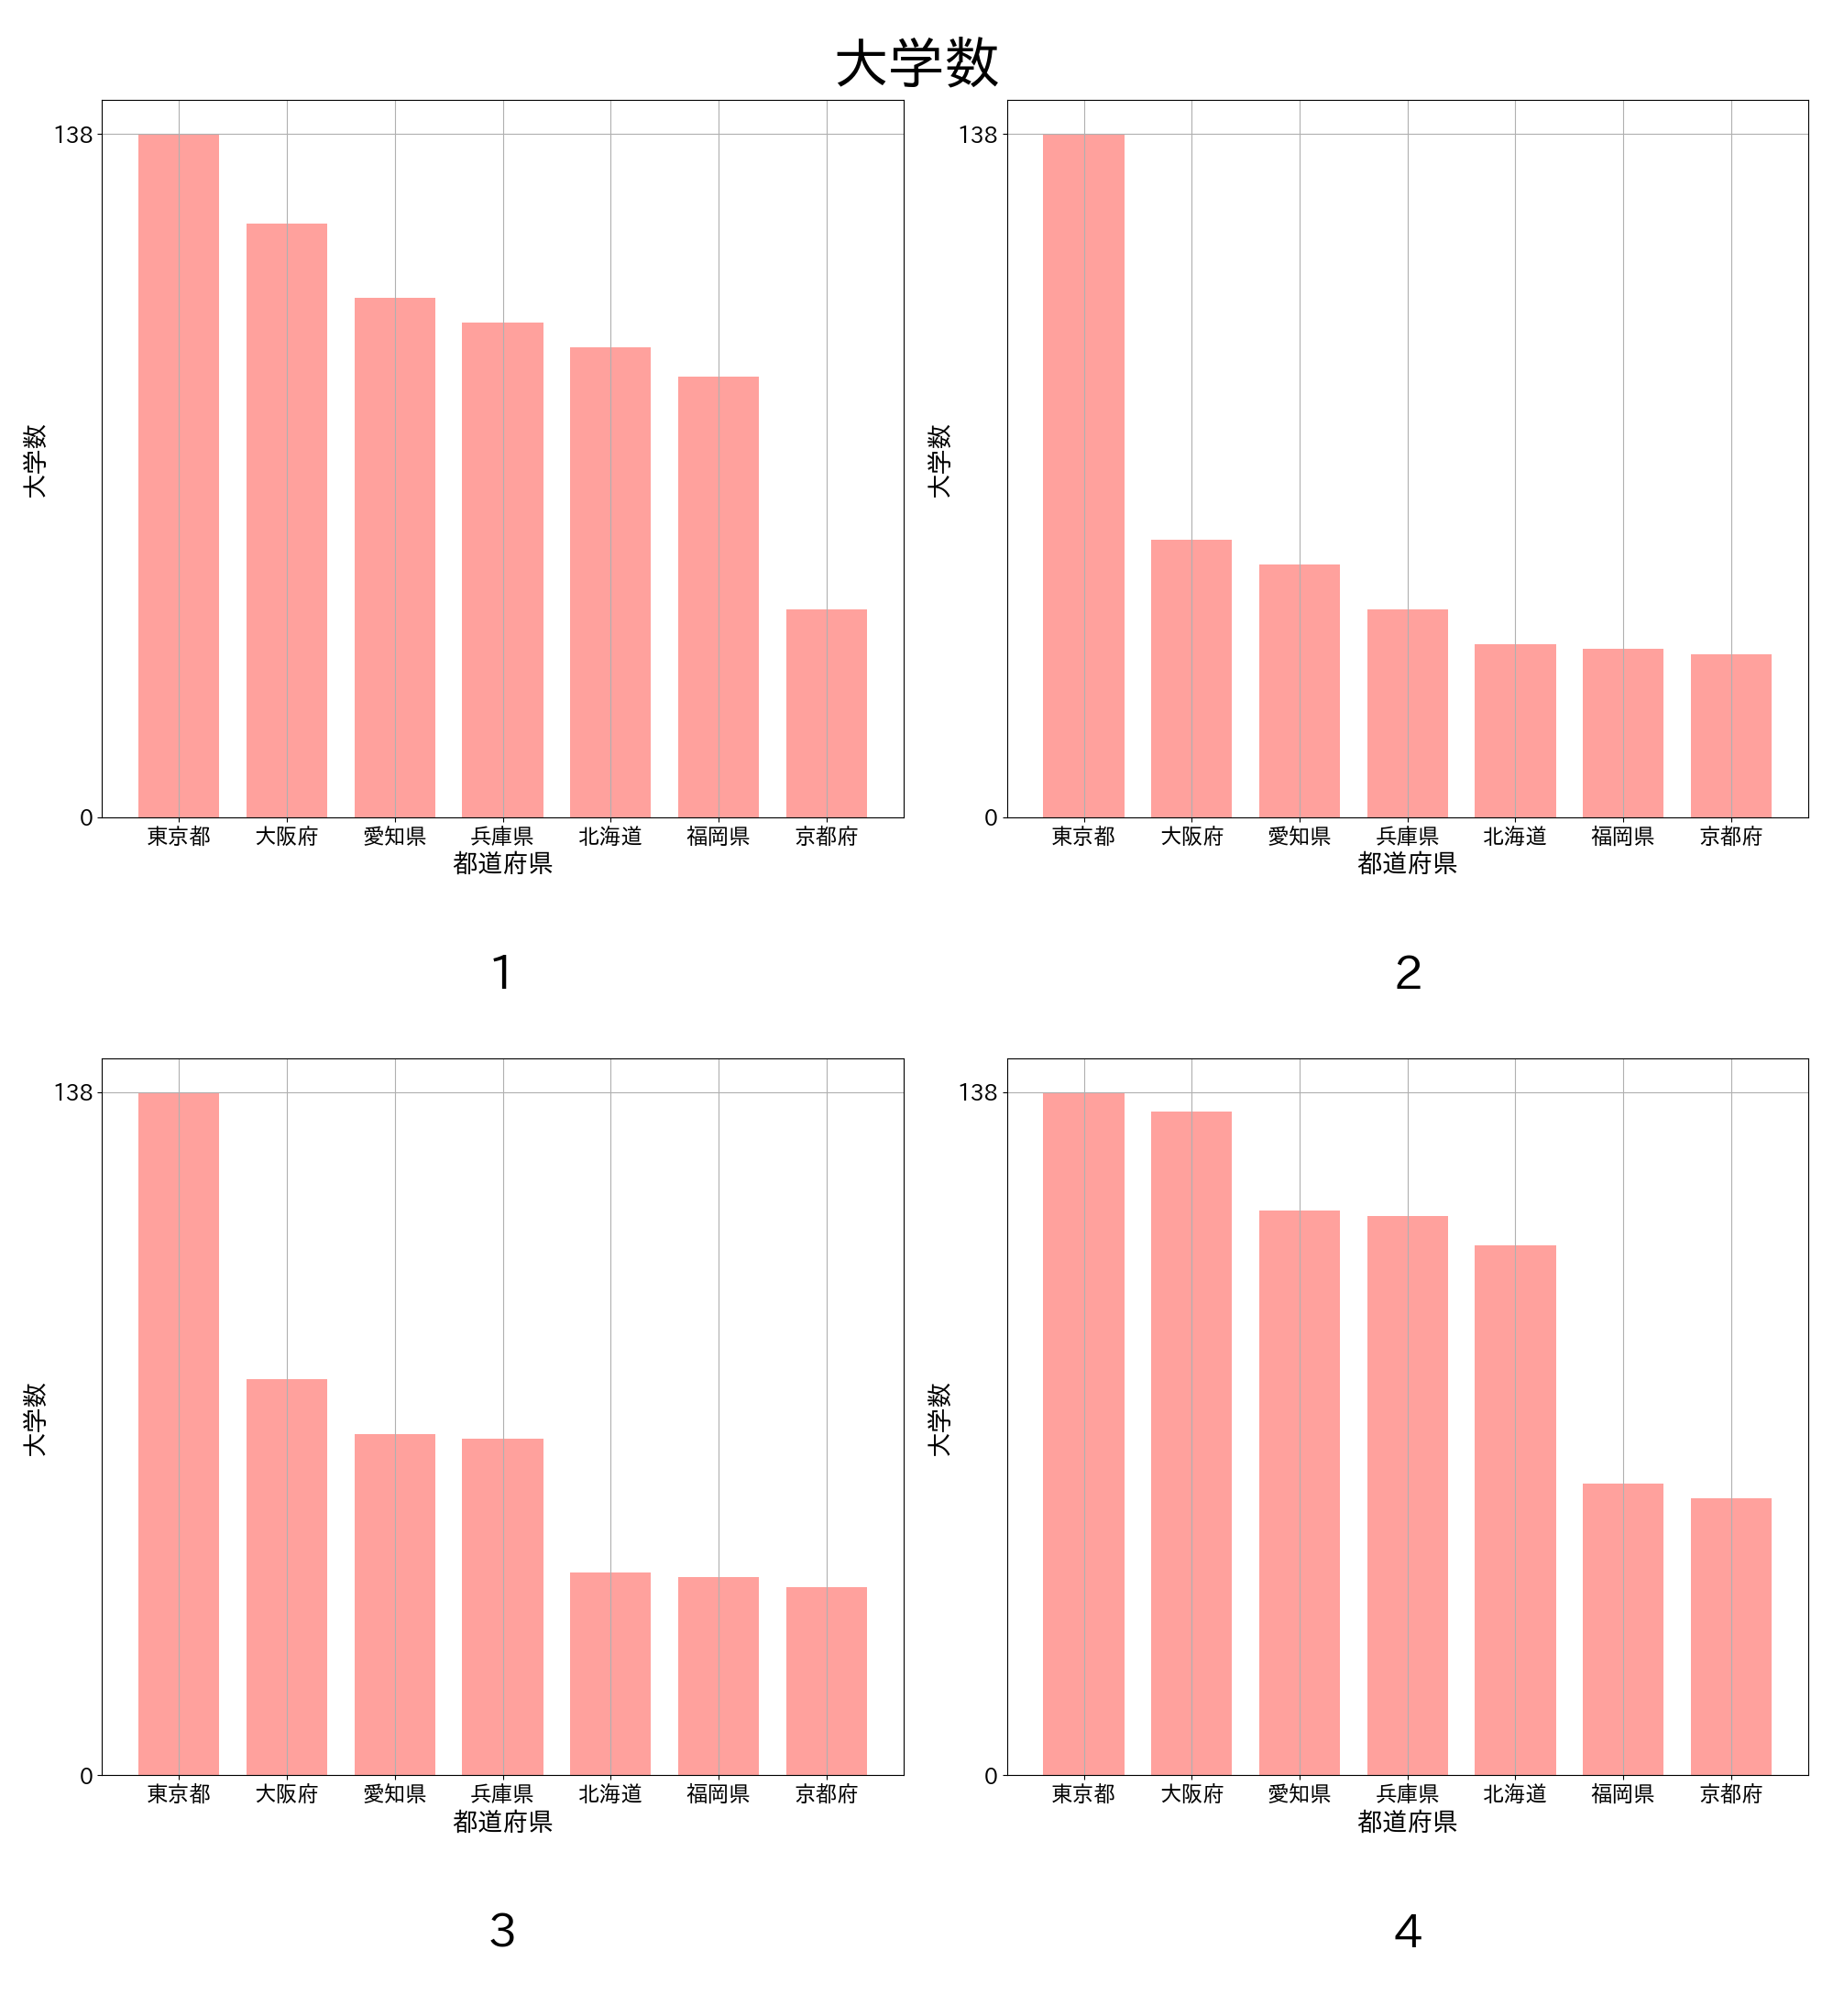 大学数
138
0
大学数
東京都 大阪府 愛知県 兵庫県 北海道 福岡県 京都府
都道府県
1
138
0
大学数
東京都 大阪府 愛知県 兵庫県 北海道 福岡県 京都府
都道府県
2
138
0
大学数
東京都 大阪府 愛知県 兵庫県 北海道 福岡県 京都府
都道府県
3
138
0
大学数
東京都 大阪府 愛知県 兵庫県 北海道 福岡県 京都府
都道府県
4